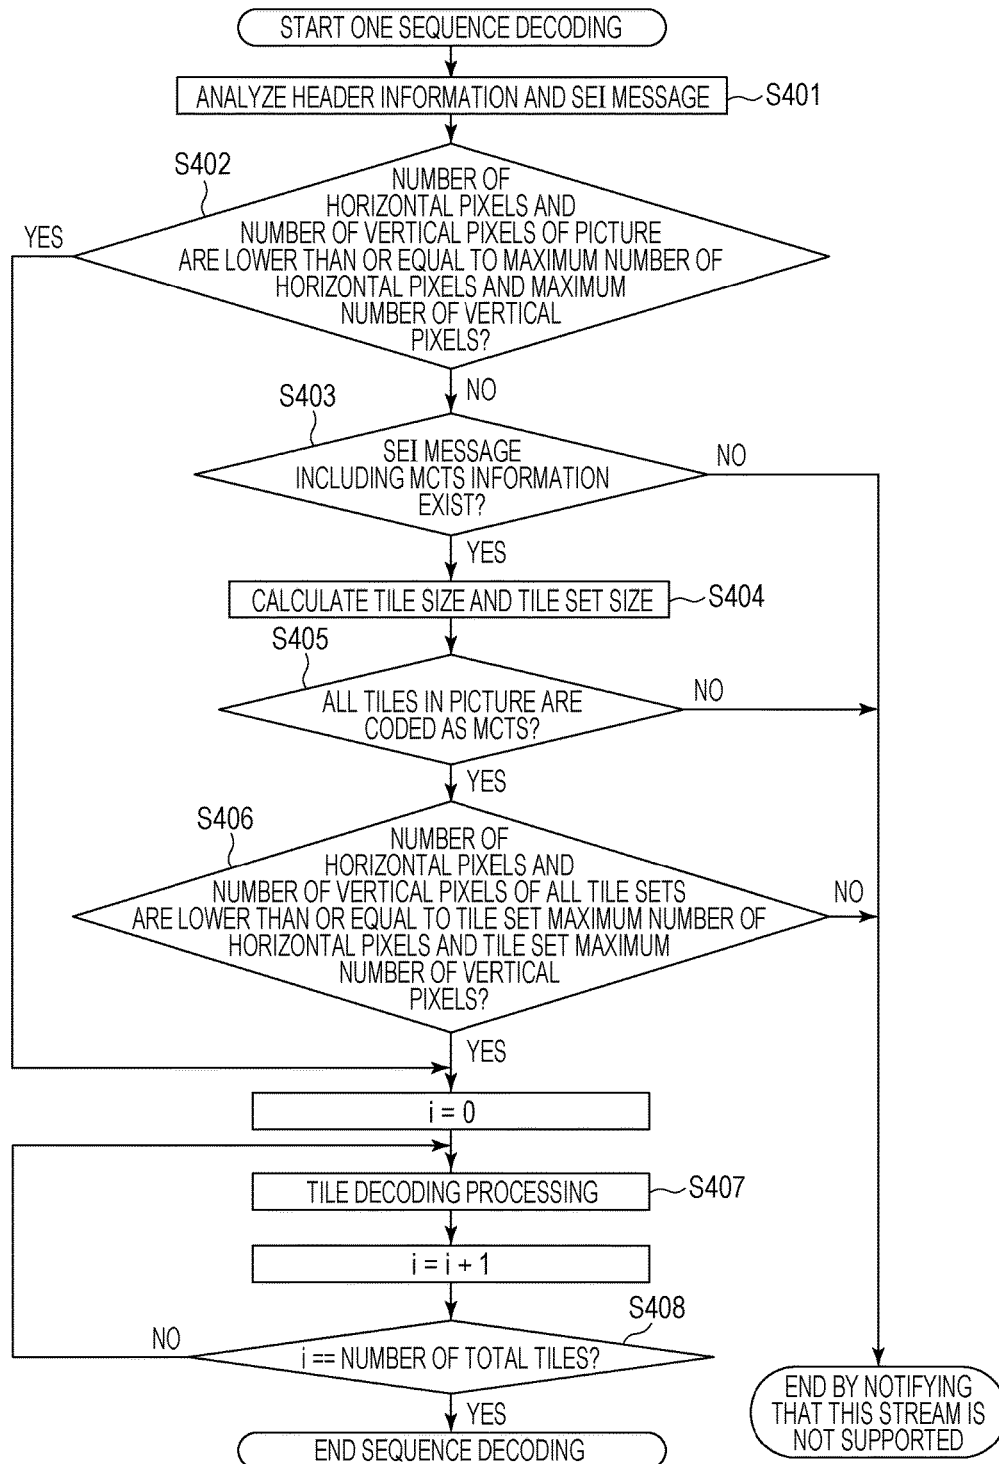 START ONE SEQUENCE DECODING
ANALYZE HEADER INFORMATION AND SEI MESSAGE
S401
S402
NUMBER OF
HORIZONTAL PIXELS AND
NUMBER OF VERTICAL PIXELS OF PICTURE
ARE LOWER THAN OR EQUAL TO MAXIMUM NUMBER OF
HORIZONTAL PIXELS AND MAXIMUM
NUMBER OF VERTICAL
PIXELS?
YES
NO
S403
SEI MESSAGE
INCLUDING MCTS INFORMATION
EXIST?
NO
YES
CALCULATE TILE SIZE AND TILE SET SIZE
S404
S405
ALL TILES IN PICTURE ARE
CODED AS MCTS?
NO
YES
S406
NUMBER OF
HORIZONTAL PIXELS AND
NUMBER OF VERTICAL PIXELS OF ALL TILE SETS
ARE LOWER THAN OR EQUAL TO TILE SET MAXIMUM NUMBER OF
HORIZONTAL PIXELS AND TILE SET MAXIMUM
NUMBER OF VERTICAL
PIXELS?
NO
YES
i = 0
TILE DECODING PROCESSING
S407
i = i + 1
S408
i == NUMBER OF TOTAL TILES?
NO
YES
END SEQUENCE DECODING
END BY NOTIFYING
THAT THIS STREAM IS
NOT SUPPORTED